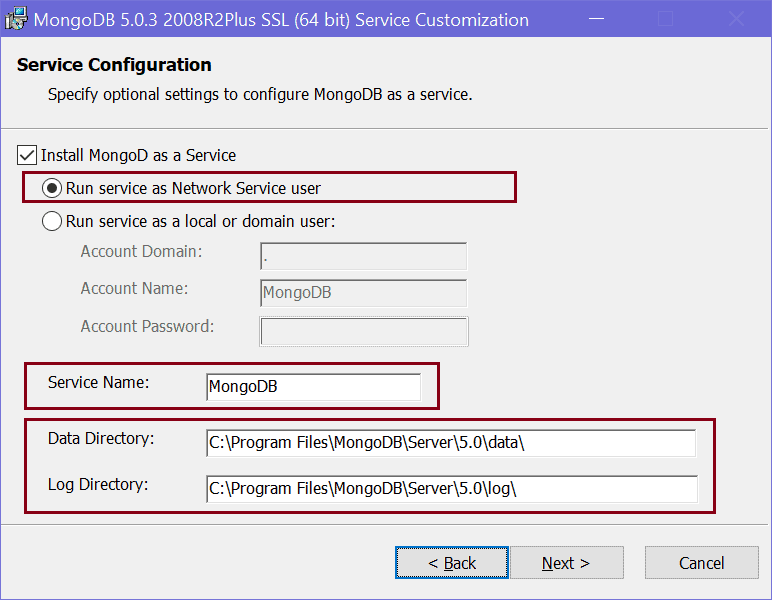 MongoDB 5.0.3 2008R2Plus SSL (64 bit) Service Customization
Service Configuration
Specify optional settings to configure MongoDB as a service.
Install MongoD as a Service
Run service as Network Service user
Run service as a local or domain user:
Account Domain: .
Account Name: MongoDB
Account Password:
Service Name: MongoDB
Data Directory: C:\Program Files\MongoDB\Server\5.0\data\
Log Directory: C:\Program Files\MongoDB\Server\5.0\log\
< Back Next > Cancel